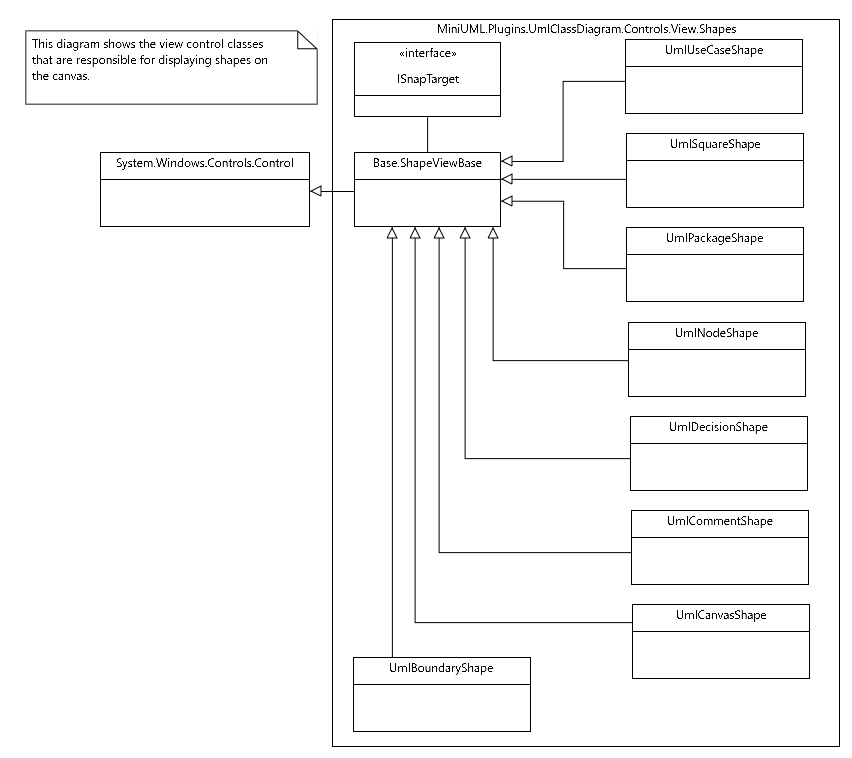 MiniUML.Plugins.UmlClassDiagram.Controls.View.Shapes
This diagram shows the view control classes
that are responsible for displaying shapes on
the canvas.
«interface»
ISnapTarget
UmlUseCaseShape
System.Windows.Controls.Control
Base.ShapeViewBase
UmlSquareShape
UmlPackageShape
UmlNodeShape
UmlDecisionShape
UmlCommentShape
UmlCanvasShape
UmlBoundaryShape